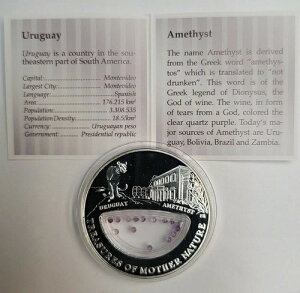 Uruguay
Uruguay is a country in the sou-
theastern part of South America.
Capital: Montevideo
Largest City: Montevideo
Language: Spanish
Area: 176.215 km²
Population: 3.308.535
Population Density: 18.5/km²
Currency: Uruguayan peso
Government: Presidential republic
Amethyst
The name Amethyst is derived
from the Greek word "amethys-
tos" which is translated to "not
drunken". This word is of the
Greek legend of Dionysus, the
God of wine. The wine, in form
of tears from a God, colored the
clear quartz purple. Today's ma-
jor sources of Amethyst are Uru-
guay, Bolivia, Brazil and Zambia.
URUGUAY AMETHYST
TREASURES OF MOTHER NATURE